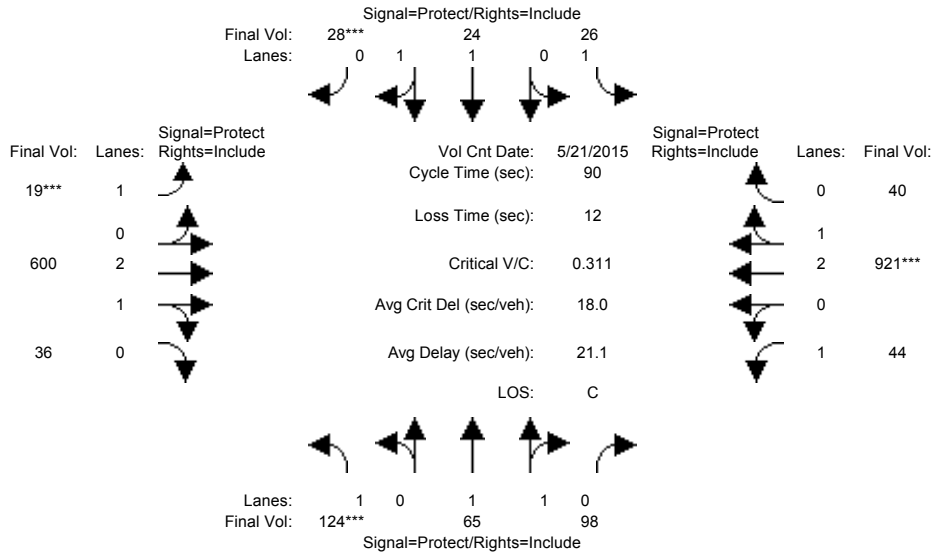 Signal=Protect/Rights=Include
Final Vol: 28*** 24 26
Lanes: 0 1 1 0 1
Signal=Protect Signal=Protect
Final Vol: Lanes: Rights=Include Vol Cnt Date: 5/21/2015 Rights=Include Lanes: Final Vol:
Cycle Time (sec): 90
19*** 1 0 40
Loss Time (sec): 12
0 1
600 2 Critical V/C: 0.311 2 921***
1 Avg Crit Del (sec/veh): 18.0 0
36 0 Avg Delay (sec/veh): 21.1 1 44
LOS: C
Lanes: 1 0 1 1 0
Final Vol: 124*** 65 98
Signal=Protect/Rights=Include